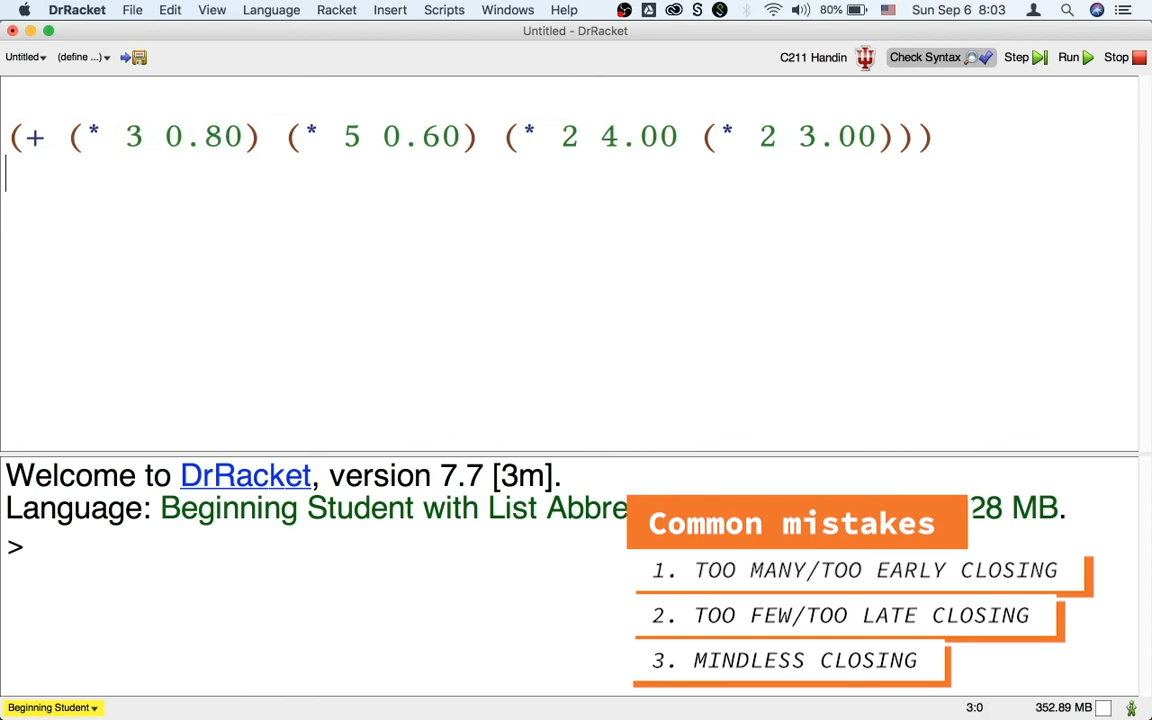 DrRacket File Edit View Language Racket Insert Scripts Windows Help S S 80% Sun Sep 6 8:03
Untitled - DrRacket
Untitled (define ...) C211 Handin Check Syntax Step Run Stop
(+ (* 3 0.80) (* 5 0.60) (* 2 4.00 (* 2 3.00)))
Welcome to DrRacket, version 7.7 [3m].
Language: Beginning Student with List Abbre 28 MB.
>
Common mistakes
1. TOO MANY/TOO EARLY CLOSING
2. TOO FEW/TOO LATE CLOSING
3. MINDLESS CLOSING
Beginning Student 3:0 352.89 MB